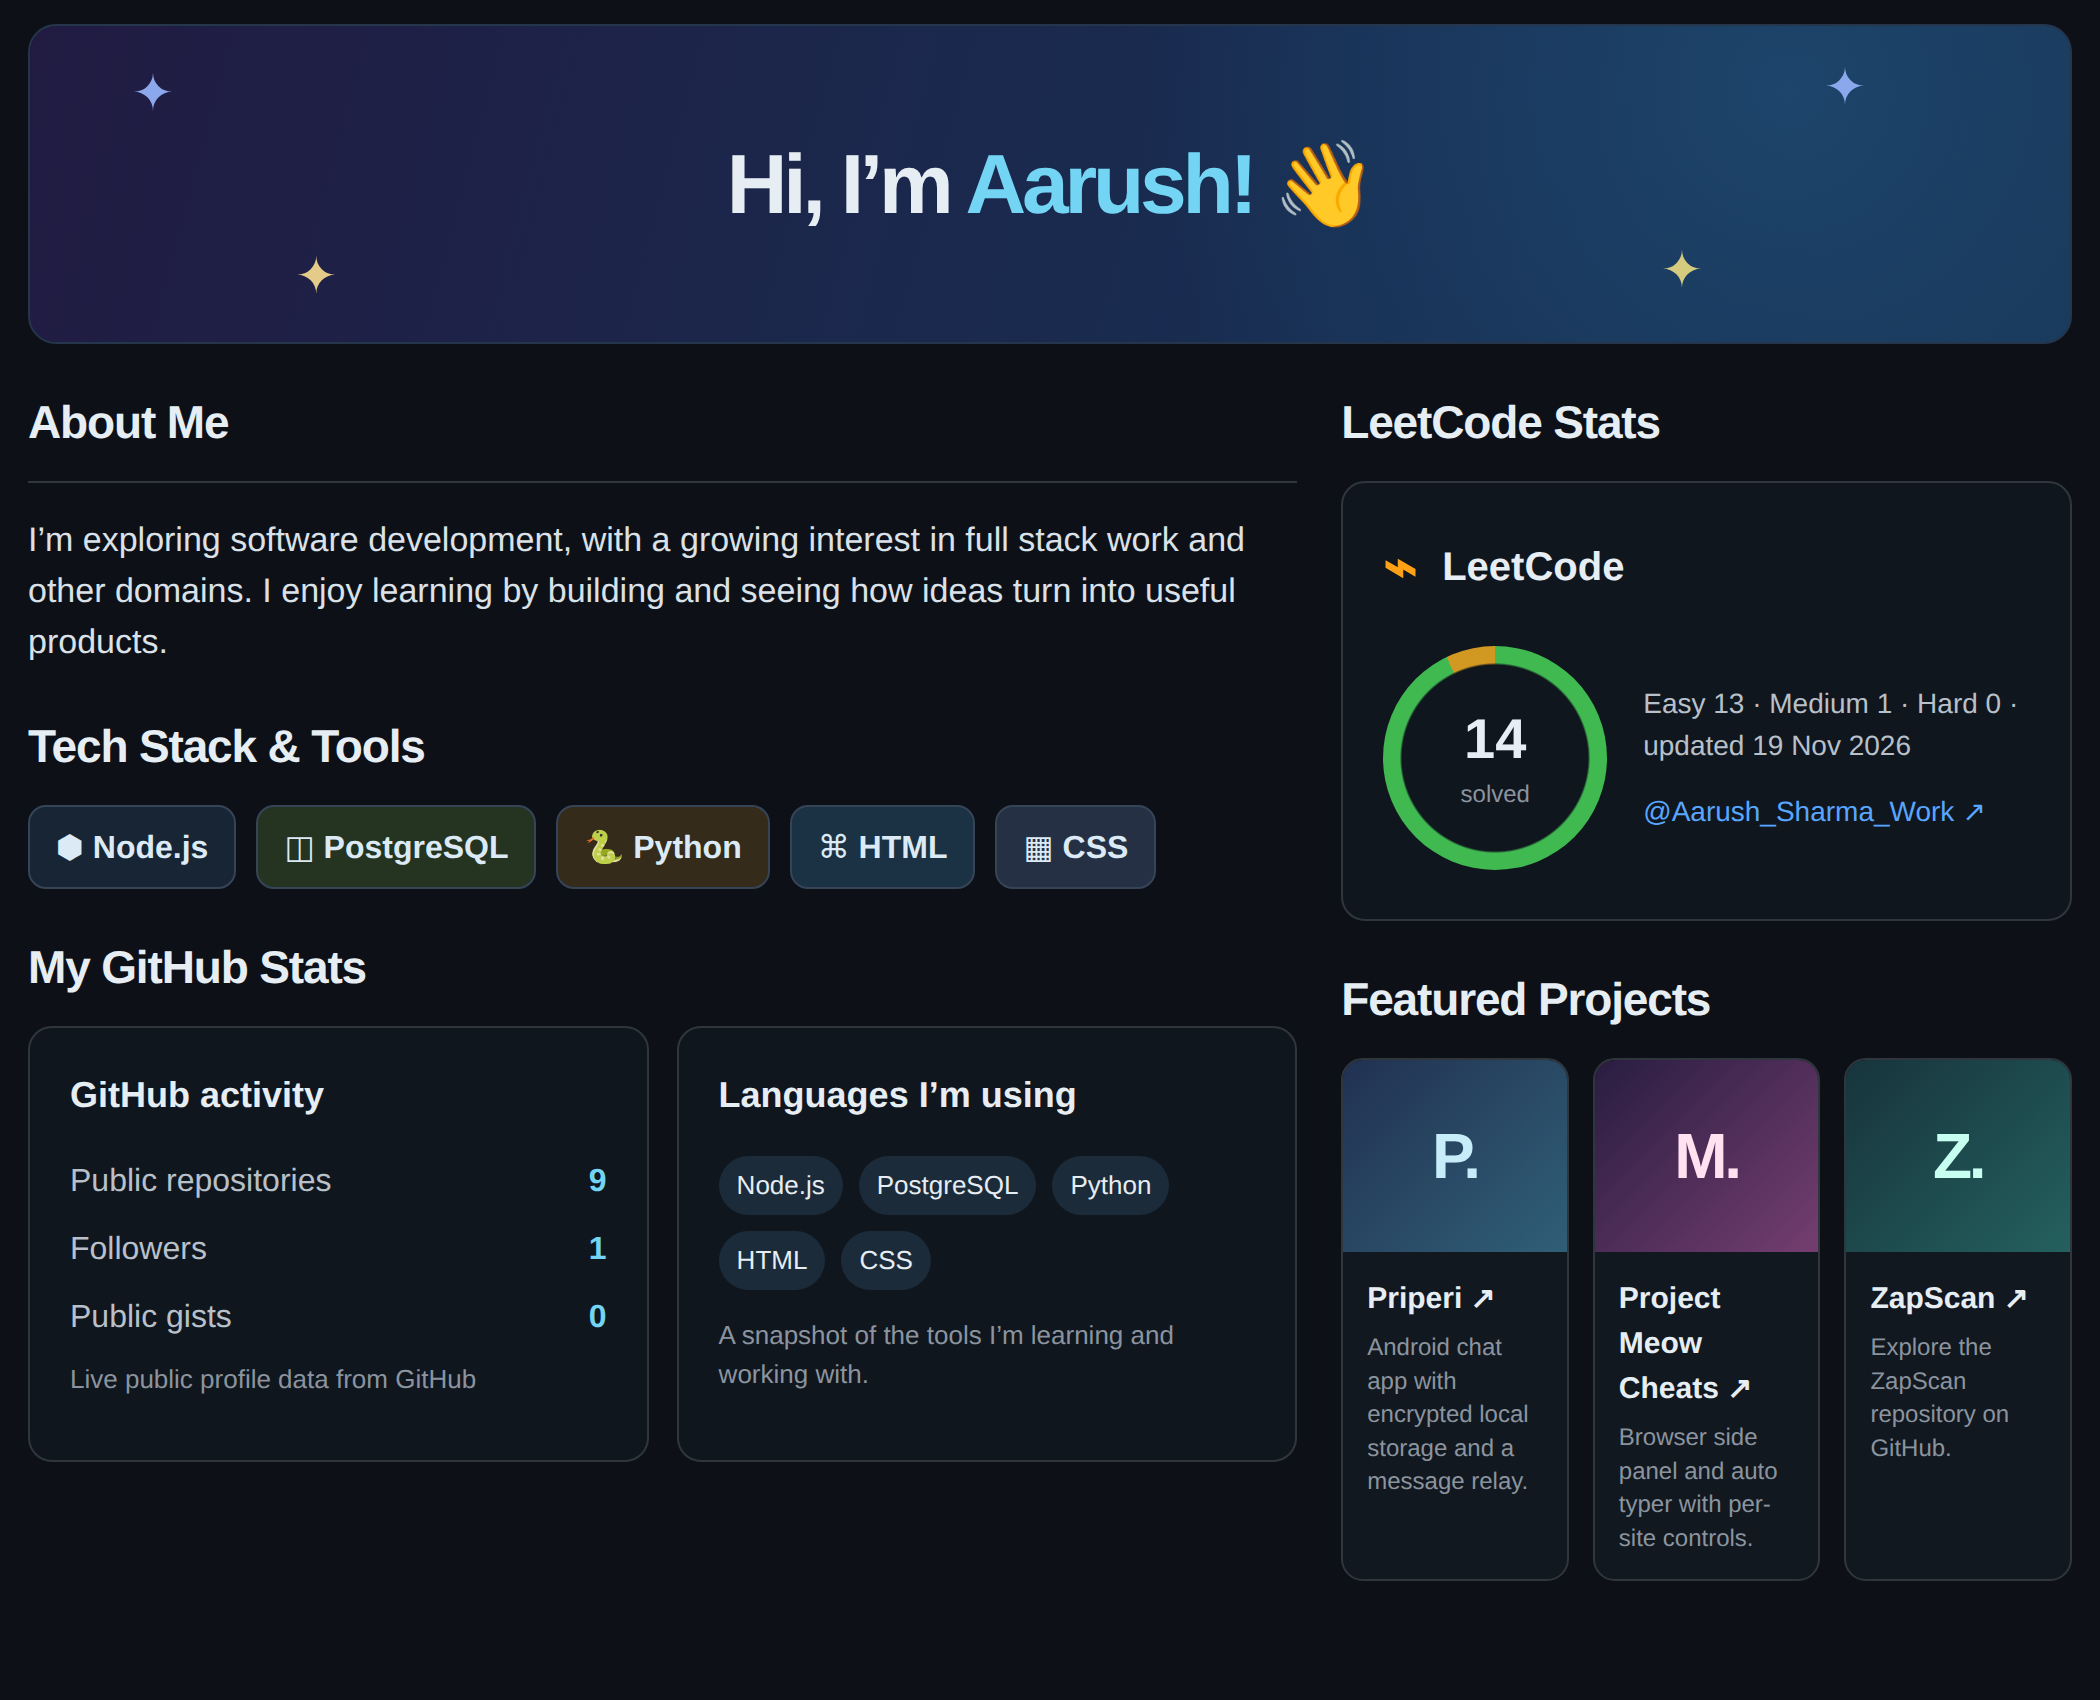 Hi, I’m Aarush! 👋
About Me
I’m exploring software development, with a growing interest in full stack work and
other domains. I enjoy learning by building and seeing how ideas turn into useful
products.
Tech Stack & Tools
⬢ Node.js
◫ PostgreSQL
🐍 Python
⌘ HTML
▦ CSS
My GitHub Stats
GitHub activity
Public repositories 9
Followers 1
Public gists 0
Live public profile data from GitHub
Languages I’m using
Node.js PostgreSQL Python
HTML CSS
A snapshot of the tools I’m learning and
working with.
LeetCode Stats
⌁ LeetCode
14
solved
Easy 13 · Medium 1 · Hard 0 ·
updated 19 Nov 2026
@Aarush_Sharma_Work ↗
Featured Projects
P.
Priperi ↗
Android chat
app with
encrypted local
storage and a
message relay.
M.
Project
Meow
Cheats ↗
Browser side
panel and auto
typer with per-
site controls.
Z.
ZapScan ↗
Explore the
ZapScan
repository on
GitHub.